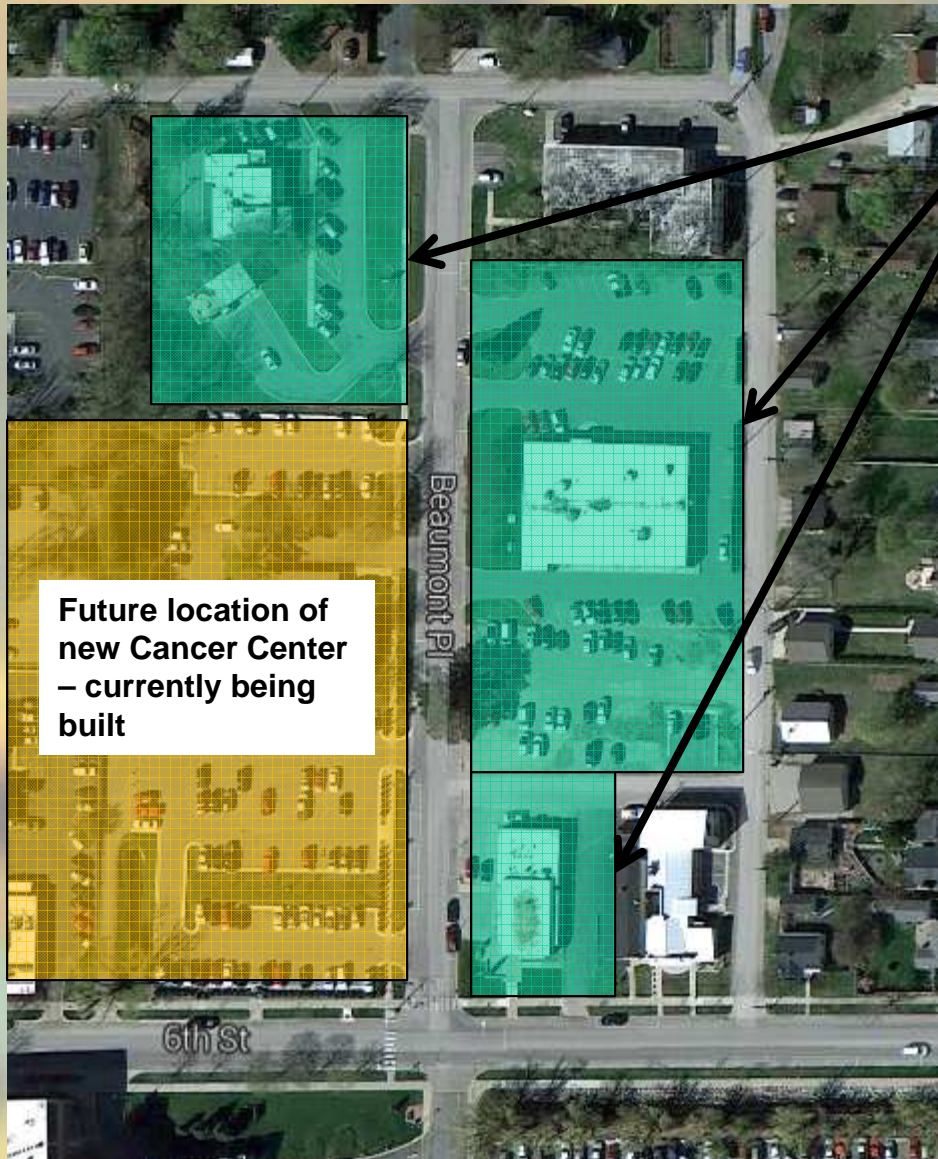 Beaumont Pl
Future location of
new Cancer Center
– currently being
built
6th St